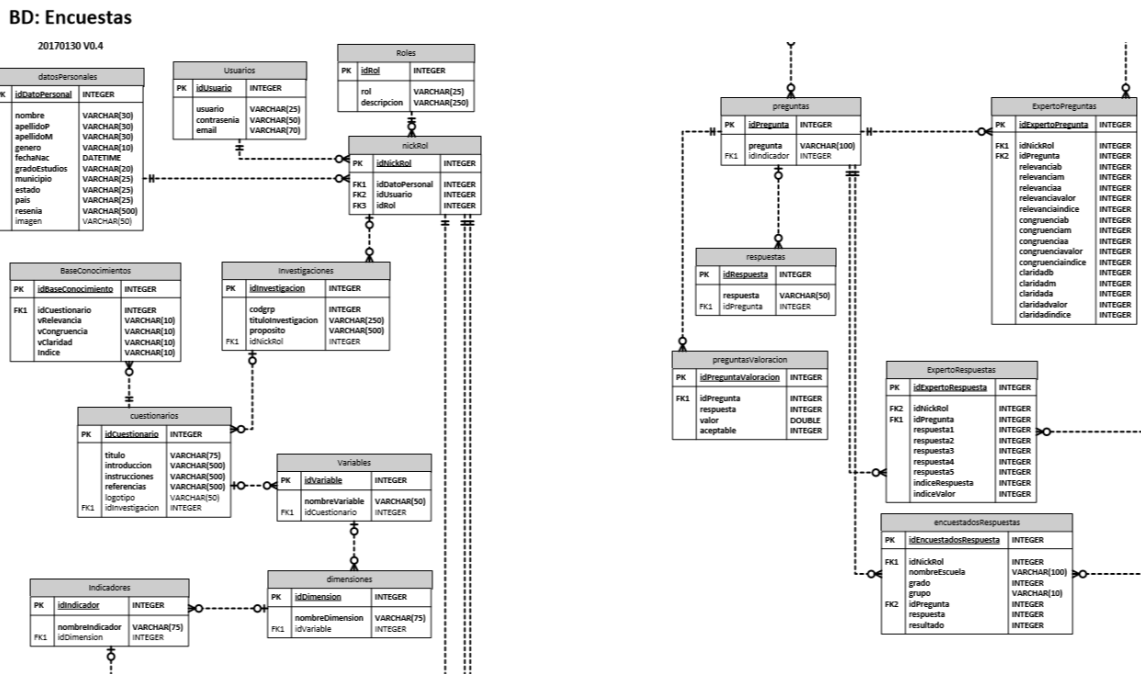 BD: Encuestas
20170130 V0.4
datosPersonales
PK idDatoPersonal INTEGER
nombre VARCHAR(30)
apellidoP VARCHAR(30)
apellidoM VARCHAR(30)
genero VARCHAR(10)
fechaNac DATETIME
gradoEstudios VARCHAR(20)
municipio VARCHAR(25)
estado VARCHAR(25)
pais VARCHAR(25)
resenia VARCHAR(500)
imagen VARCHAR(50)
Usuarios
PK idUsuario INTEGER
usuario VARCHAR(25)
contrasenia VARCHAR(50)
email VARCHAR(70)
Roles
PK idRol INTEGER
rol VARCHAR(25)
descripcion VARCHAR(250)
nickRol
PK idNickRol INTEGER
FK1 idDatoPersonal INTEGER
FK2 idUsuario INTEGER
FK3 idRol INTEGER
BaseConocimientos
PK idBaseConocimiento INTEGER
FK1 idCuestionario INTEGER
vRelevancia VARCHAR(10)
vCongruencia VARCHAR(10)
vClaridad VARCHAR(10)
Indice VARCHAR(10)
Investigaciones
PK idInvestigacion INTEGER
codgrp INTEGER
tituloInvestigacion VARCHAR(250)
proposito VARCHAR(500)
FK1 idNickRol INTEGER
cuestionarios
PK idCuestionario INTEGER
titulo VARCHAR(75)
introduccion VARCHAR(500)
instrucciones VARCHAR(500)
referencias VARCHAR(500)
logotipo VARCHAR(50)
FK1 idInvestigacion INTEGER
Variables
PK idVariable INTEGER
nombreVariable VARCHAR(50)
FK1 idCuestionario INTEGER
Indicadores
PK idIndicador INTEGER
nombreIndicador VARCHAR(75)
FK1 idDimension INTEGER
dimensiones
PK idDimension INTEGER
nombreDimension VARCHAR(75)
FK1 idVariable INTEGER
preguntas
PK idPregunta INTEGER
pregunta VARCHAR(100)
FK1 idIndicador INTEGER
ExpertoPreguntas
PK idExpertoPregunta INTEGER
FK1 idNickRol INTEGER
FK2 idPregunta INTEGER
relevanciab INTEGER
relevanciam INTEGER
relevanciaa INTEGER
relevanciavalor INTEGER
relevanciaindice INTEGER
congruenciab INTEGER
congruenciam INTEGER
congruenciaa INTEGER
congruenciavalor INTEGER
congruenciaindice INTEGER
claridadb INTEGER
claridadm INTEGER
claridada INTEGER
claridadvalor INTEGER
claridadindice INTEGER
respuestas
PK idRespuesta INTEGER
respuesta VARCHAR(50)
FK1 idPregunta INTEGER
preguntasValoracion
PK idPreguntaValoracion INTEGER
FK1 idPregunta INTEGER
respuesta INTEGER
valor DOUBLE
aceptable INTEGER
ExpertoRespuestas
PK idExpertoRespuesta INTEGER
FK2 idNickRol INTEGER
FK1 idPregunta INTEGER
respuesta1 INTEGER
respuesta2 INTEGER
respuesta3 INTEGER
respuesta4 INTEGER
respuesta5 INTEGER
indiceRespuesta INTEGER
indiceValor INTEGER
encuestadosRespuestas
PK idEncuestadosRespuesta INTEGER
FK1 idNickRol INTEGER
nombreEscuela VARCHAR(100)
grado INTEGER
grupo VARCHAR(10)
FK2 idPregunta INTEGER
respuesta INTEGER
resultado INTEGER